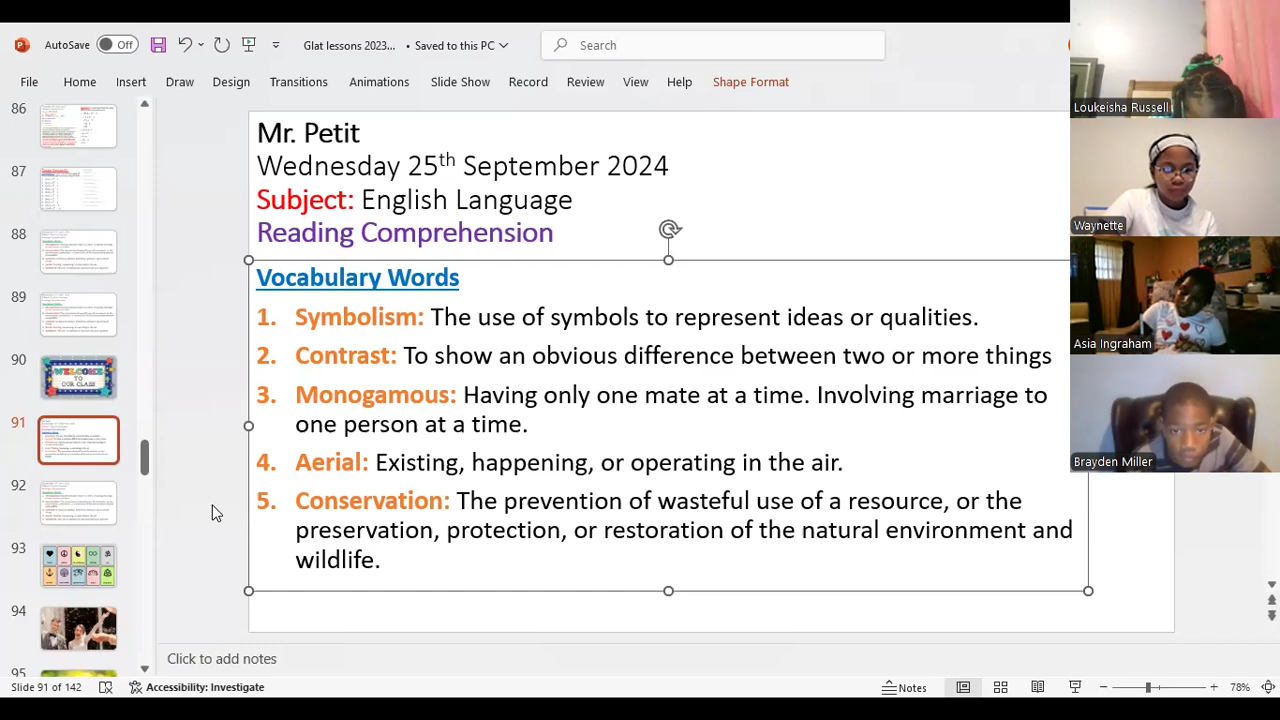 AutoSave Off Glat lessons 2023... • Saved to this PC Search
File Home Insert Draw Design Transitions Animations Slide Show Record Review View Help Shape Format
86
87
88
89
90
WELCOME
TO
OUR CLASS
91
92
93
94
95
Mr. Petit
Wednesday 25th September 2024
Subject: English Language
Reading Comprehension
Vocabulary Words
1. Symbolism: The use of symbols to represent ideas or qualities.
2. Contrast: To show an obvious difference between two or more things
3. Monogamous: Having only one mate at a time. Involving marriage to
one person at a time.
4. Aerial: Existing, happening, or operating in the air.
5. Conservation: The prevention of wasteful use of a resource, or the
preservation, protection, or restoration of the natural environment and
wildlife.
Loukeisha Russell
Waynette
Asia Ingraham
Brayden Miller
Click to add notes
Slide 91 of 142 Accessibility: Investigate Notes 78%